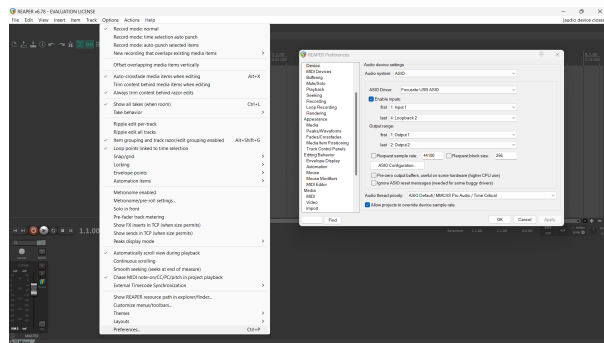 REAPER v6.78 - EVALUATION LICENSE
File Edit View Insert Item Track Options Actions Help
[audio device close
Record mode: normal
Record mode: time selection auto punch
Record mode: auto-punch selected items
New recording that overlaps existing media items
Offset overlapping media items vertically
Auto-crossfade media items when editing Alt+X
Trim content behind media items when editing
Always trim content behind razor edits
Show all takes (when room) Ctrl+L
Take behavior
Ripple edit per-track
Ripple edit all tracks
Item grouping and track razor/edit grouping enabled Alt+Shift+G
Loop points linked to time selection
Snap/grid
Locking
Envelope points
Automation items
Metronome enabled
Metronome/pre-roll settings...
Solo in front
Pre-fader track metering
Show FX inserts in TCP (when size permits)
Show sends in TCP (when size permits)
Peaks display mode
Automatically scroll view during playback
Continuous scrolling
Smooth seeking (seeks at end of measure)
Chase MIDI note-on/CC/PC/pitch in project playback
External Timecode Synchronization
Show REAPER resource path in explorer/finder...
Customize menus/toolbars...
Themes
Layouts
Preferences... Ctrl+P
REAPER Preferences
Device
MIDI Devices
Buffering
Mute/Solo
Playback
Seeking
Recording
Loop Recording
Rendering
Appearance
Media
Peaks/Waveforms
Fades/Crossfades
Media Item Positioning
Track Control Panels
Editing Behavior
Envelope Display
Automation
Mouse
Mouse Modifiers
MIDI Editor
Media
MIDI
Video
Import
Find
Audio device settings
Audio system: ASIO
ASIO Driver: Focusrite USB ASIO
Enable inputs:
first 1: Input 1
last 4: Loopback 2
Output range:
first 1: Output 1
last 2: Output 2
Request sample rate: 44100 Request block size: 256
ASIO Configuration...
Pre-zero output buffers, useful on some hardware (higher CPU use)
Ignore ASIO reset messages (needed for some buggy drivers)
Audio thread priority: ASIO Default / MMCSS Pro Audio / Time Critical
Allow projects to override device sample rate
OK Cancel Apply
1.1.00
MASTER